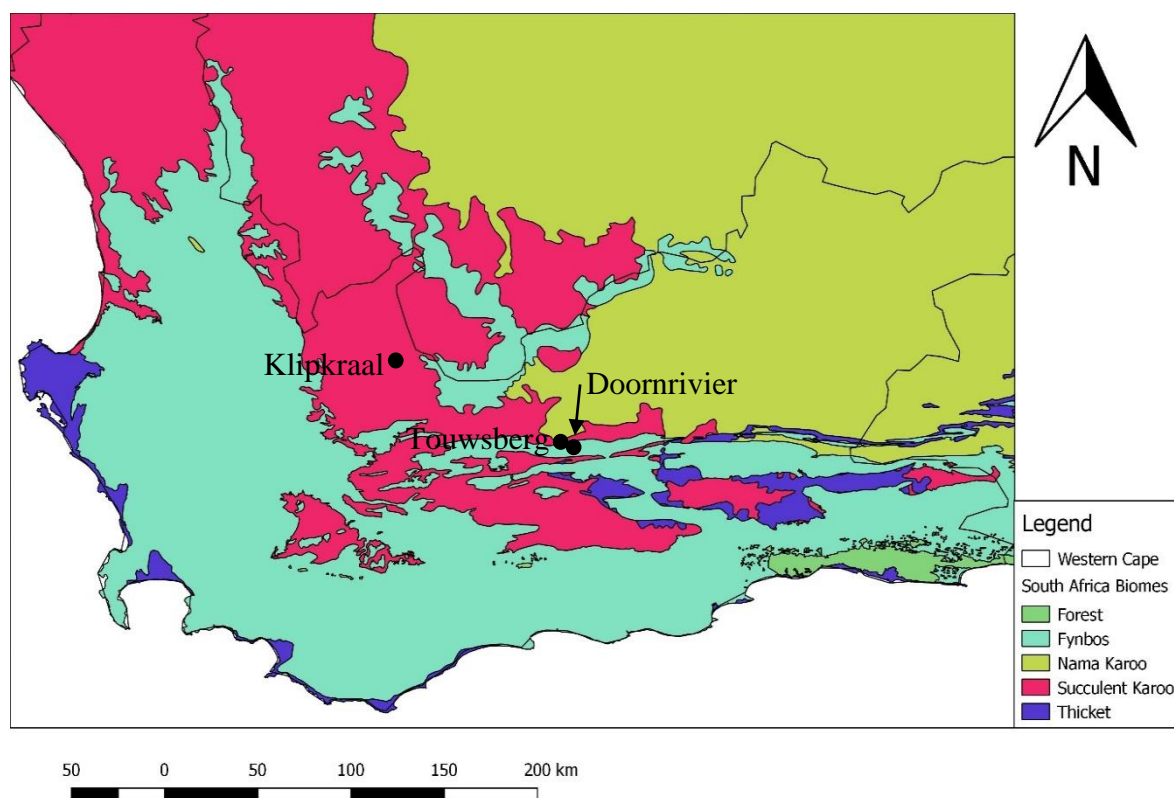 N
Klipkraal
Doornrivier
Touwsberg
Legend
Western Cape
South Africa Biomes
Forest
Fynbos
Nama Karoo
Succulent Karoo
Thicket
50 0 50 100 150 200 km